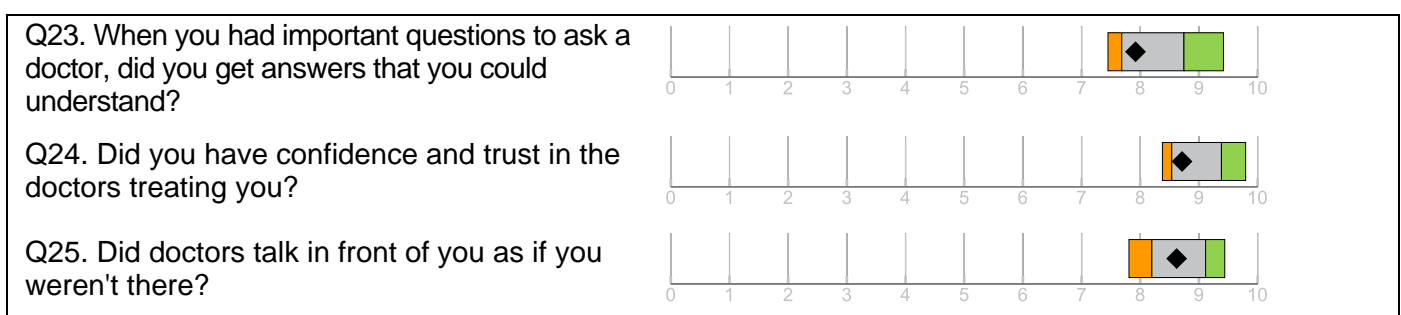 Q23. When you had important questions to ask a
doctor, did you get answers that you could
understand?
0 1 2 3 4 5 6 7 8 9 10
Q24. Did you have confidence and trust in the
doctors treating you?
0 1 2 3 4 5 6 7 8 9 10
Q25. Did doctors talk in front of you as if you
weren't there?
0 1 2 3 4 5 6 7 8 9 10